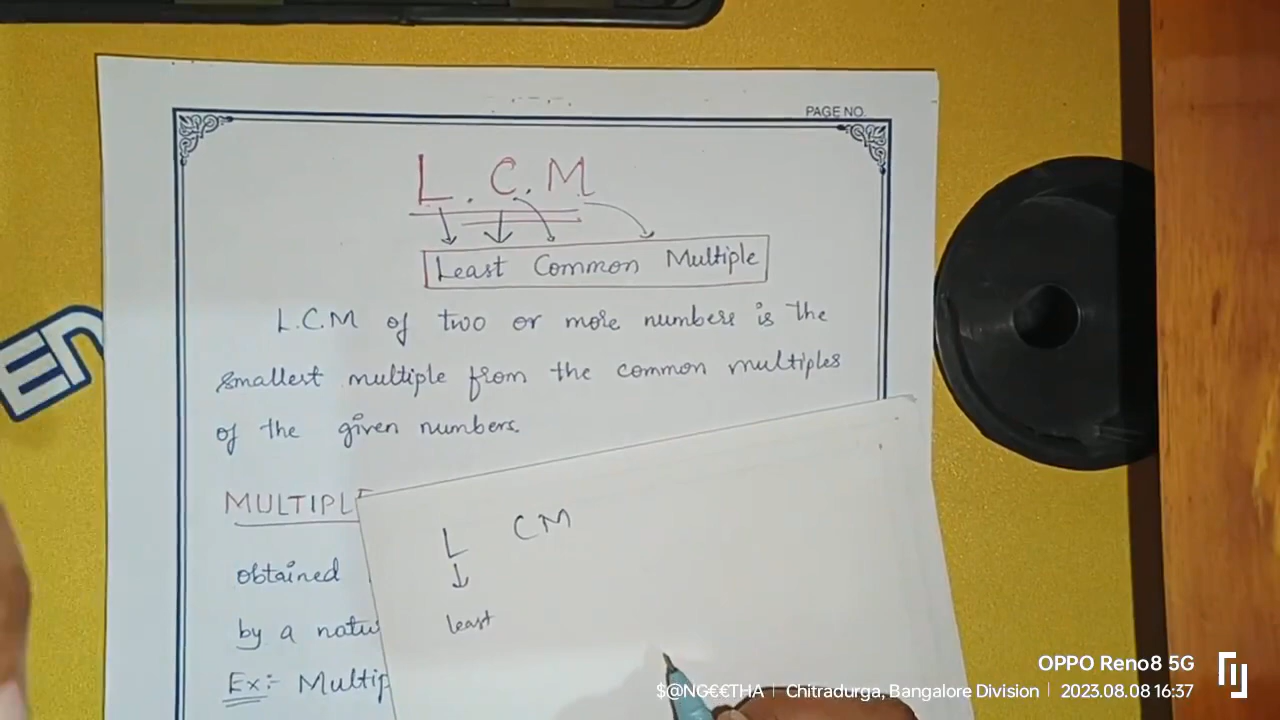 PAGE NO.
L.C.M
Least Common Multiple
L.C.M of two or more numbers is the
smallest multiple from the common multiples
of the given numbers.
MULTIPLE
obtained
by a natu
Ex:- Multip
L CM
least
EN
OPPO Reno8 5G
$@NG€€THA | Chitradurga, Bangalore Division | 2023.08.08 16:37